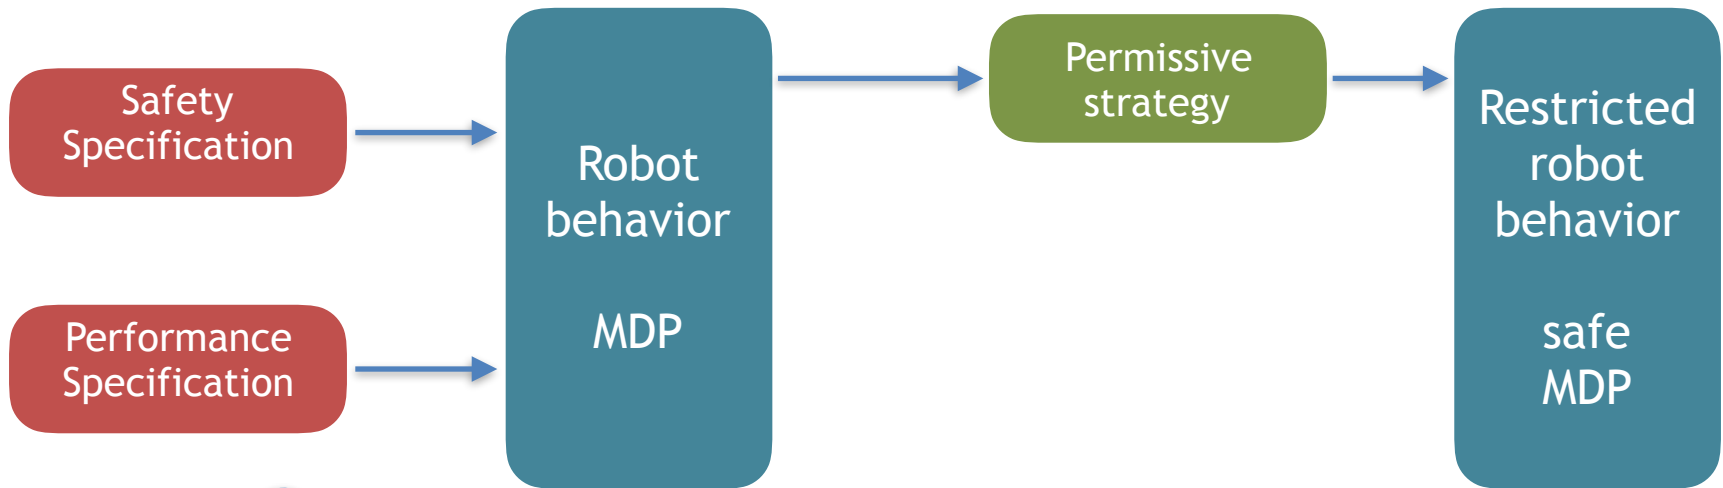 Safety
Specification
Performance
Specification
Robot
behavior
MDP
Permissive
strategy
Restricted
robot
behavior
safe
MDP